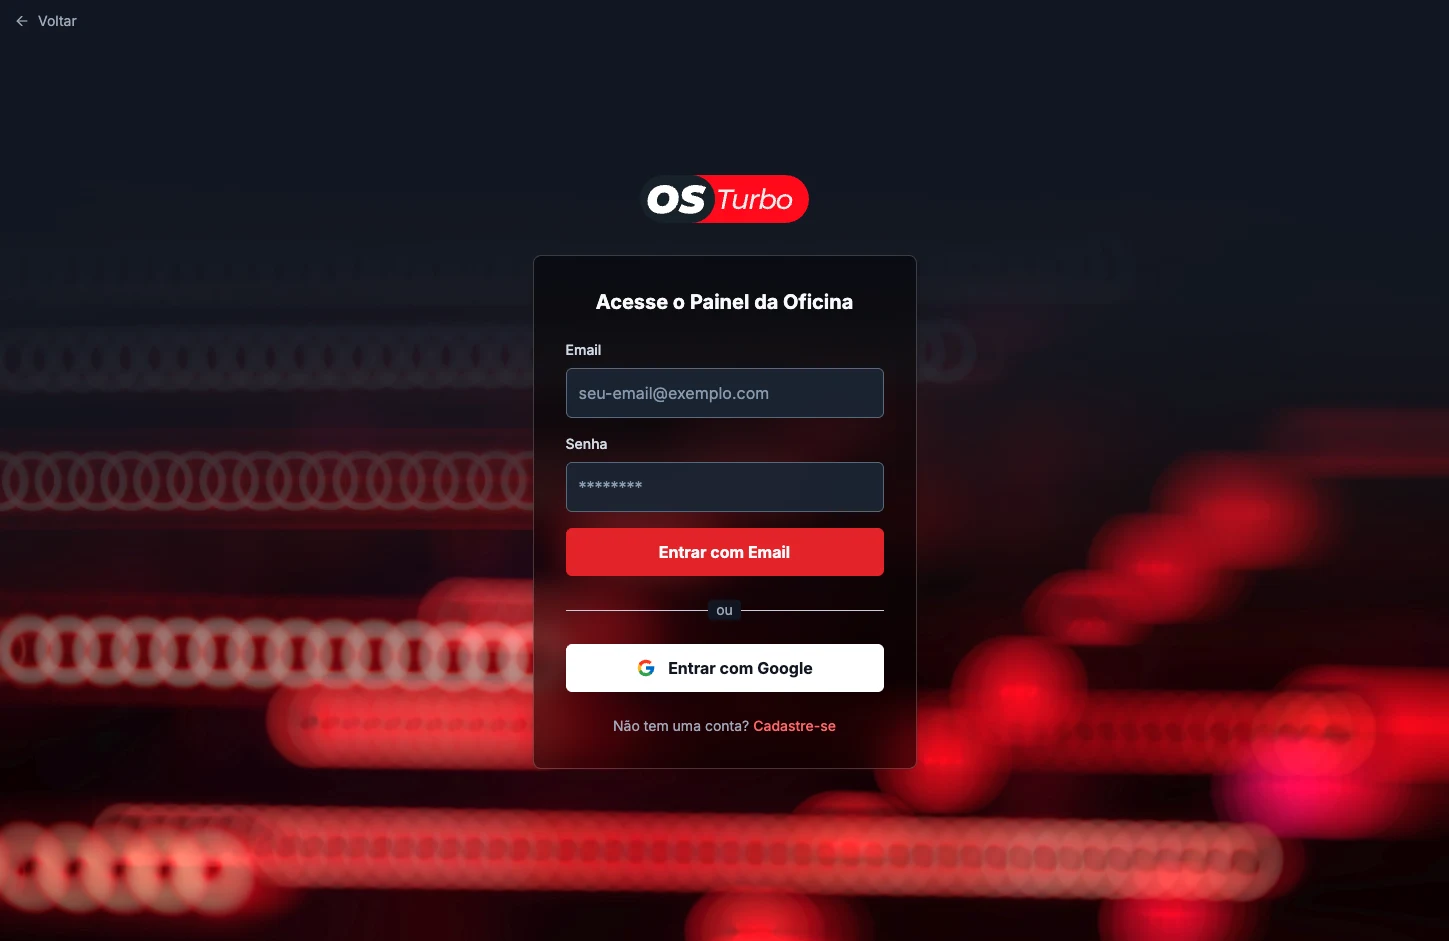 Voltar
OS Turbo
Acesse o Painel da Oficina
Email
seu-email@exemplo.com
Senha
********
Entrar com Email
ou
Entrar com Google
Não tem uma conta? Cadastre-se